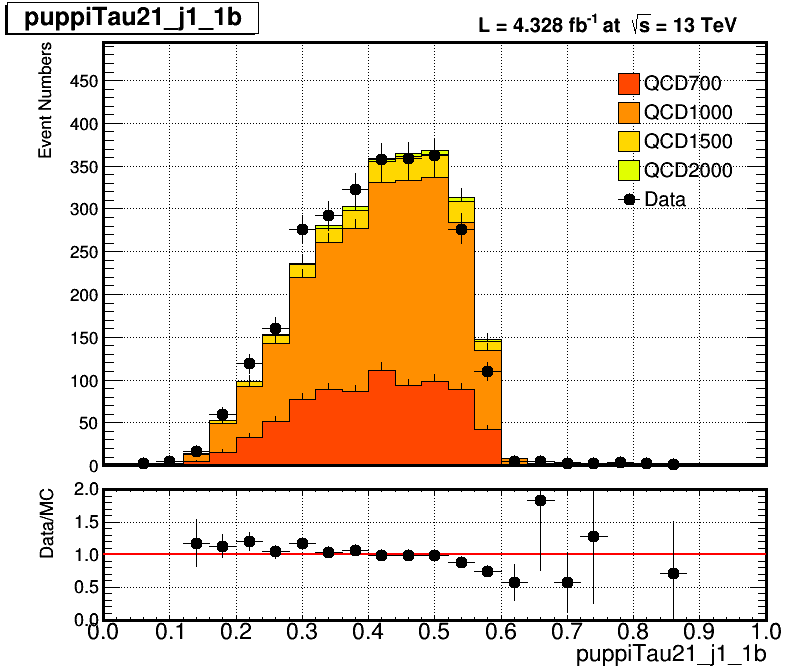 puppiTau21_j1_1b
L = 4.328 fb⁻¹ at √s = 13 TeV
Event Numbers
450
400
350
300
250
200
150
100
50
0
QCD700
QCD1000
QCD1500
QCD2000
Data
Data/MC
2.0
1.5
1.0
0.5
0.0
0.0 0.1 0.2 0.3 0.4 0.5 0.6 0.7 0.8 0.9 1.0
puppiTau21_j1_1b